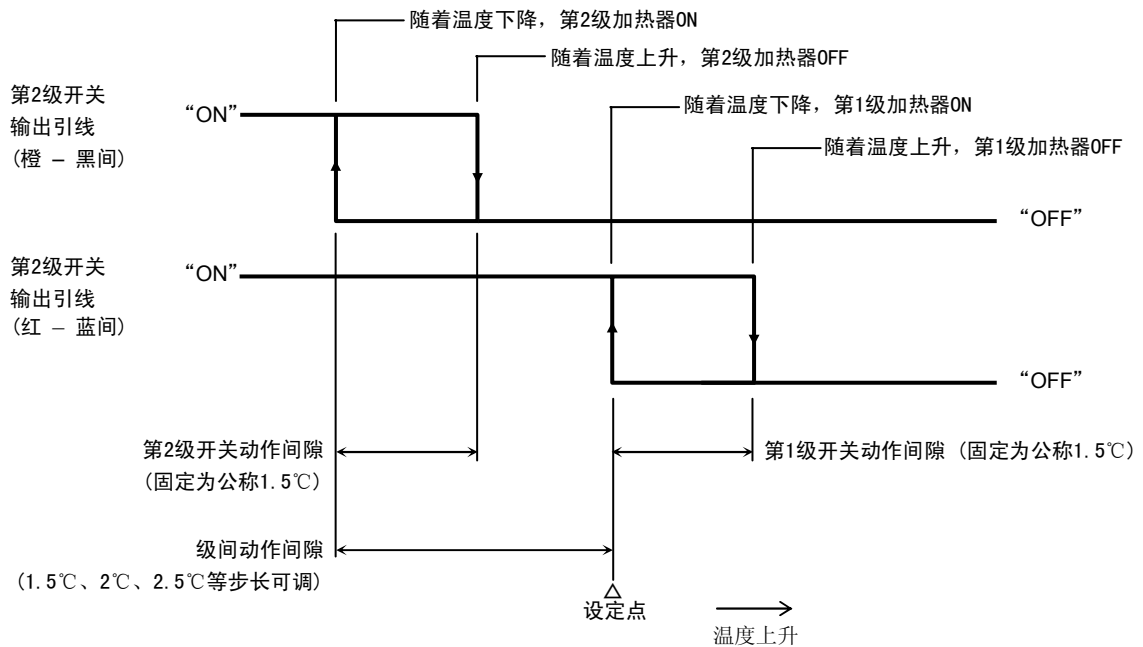 随着温度下降，第2级加热器ON
随着温度上升，第2级加热器OFF
第2级开关
输出引线
(橙 – 黑间)
“ON”
随着温度下降，第1级加热器ON
随着温度上升，第1级加热器OFF
“OFF”
第2级开关
输出引线
(红 – 蓝间)
“ON”
“OFF”
第2级开关动作间隙
(固定为公称1.5℃)
第1级开关动作间隙 (固定为公称1.5℃)
级间动作间隙
(1.5℃、2℃、2.5℃等步长可调)
设定点
温度上升